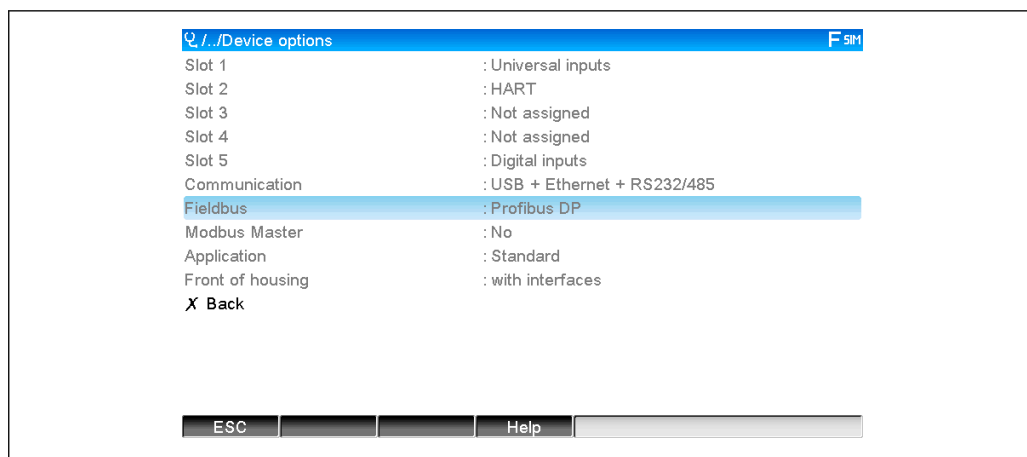 /../Device options F SIM
Slot 1 : Universal inputs
Slot 2 : HART
Slot 3 : Not assigned
Slot 4 : Not assigned
Slot 5 : Digital inputs
Communication : USB + Ethernet + RS232/485
Fieldbus : Profibus DP
Modbus Master : No
Application : Standard
Front of housing : with interfaces
X Back
ESC Help